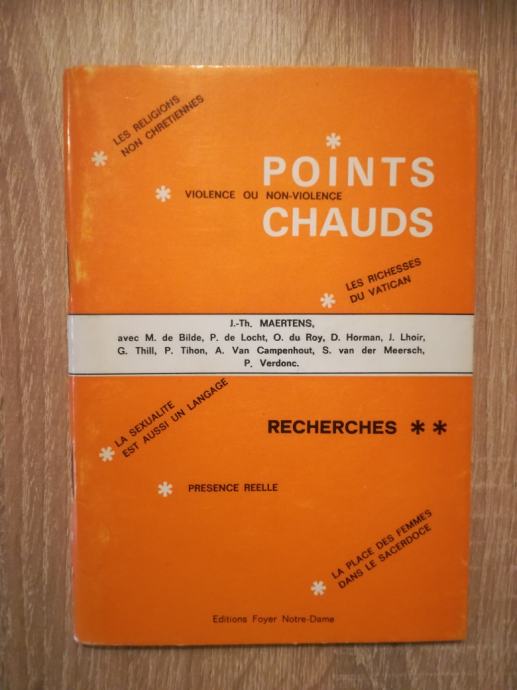 LES RELIGIONS
NON CHRETIENNES
* POINTS
CHAUDS
* VIOLENCE OU NON-VIOLENCE
LES RICHESSES
DU VATICAN
J.-Th. MAERTENS,
avec M. de Bilde, P. de Locht, O. du Roy, D. Horman, J. Lhoir,
G. Thill, P. Tihon, A. Van Campenhout, S. van der Meersch,
P. Verdonc.
LA SEXUALITE
EST AUSSI UN LANGAGE
RECHERCHES **
* PRESENCE REELLE
LA PLACE DES FEMMES
DANS LE SACERDOCE
Editions Foyer Notre-Dame